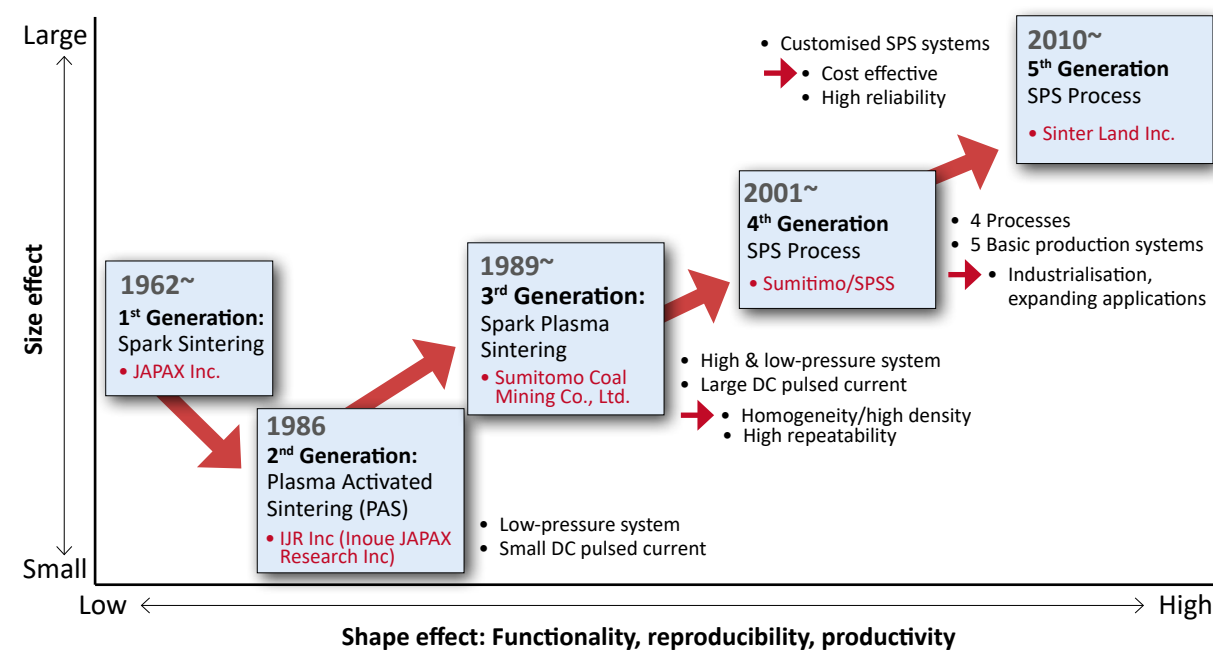 Large
Size effect
Small
Low
High
Shape effect: Functionality, reproducibility, productivity
1962~
1st Generation:
Spark Sintering
• JAPAX Inc.
1986
2nd Generation:
Plasma Activated
Sintering (PAS)
• IJR Inc (Inoue JAPAX
Research Inc)
• Low-pressure system
• Small DC pulsed current
1989~
3rd Generation:
Spark Plasma
Sintering
• Sumitomo Coal
Mining Co., Ltd.
• High & low-pressure system
• Large DC pulsed current
• Homogeneity/high density
• High repeatability
2001~
4th Generation
SPS Process
• Sumitimo/SPSS
• 4 Processes
• 5 Basic production systems
• Industrialisation,
expanding applications
• Customised SPS systems
• Cost effective
• High reliability
2010~
5th Generation
SPS Process
• Sinter Land Inc.